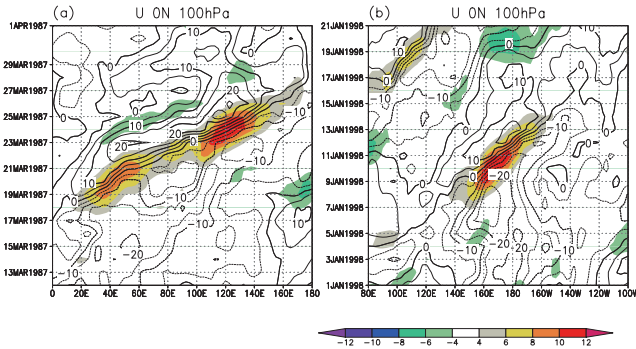 (a) U 0N 100hPa
1APR1987
29MAR1987
27MAR1987
25MAR1987
23MAR1987
21MAR1987
19MAR1987
17MAR1987
15MAR1987
13MAR1987
0 20E 40E 60E 80E 100E 120E 140E 160E 180
(b) U 0N 100hPa
21JAN1998
19JAN1998
17JAN1998
15JAN1998
13JAN1998
11JAN1998
9JAN1998
7JAN1998
5JAN1998
3JAN1998
1JAN1998
80E 100E 120E 140E 160E 180 160W 140W 120W 100W
-12 -10 -8 -6 -4 4 6 8 10 12